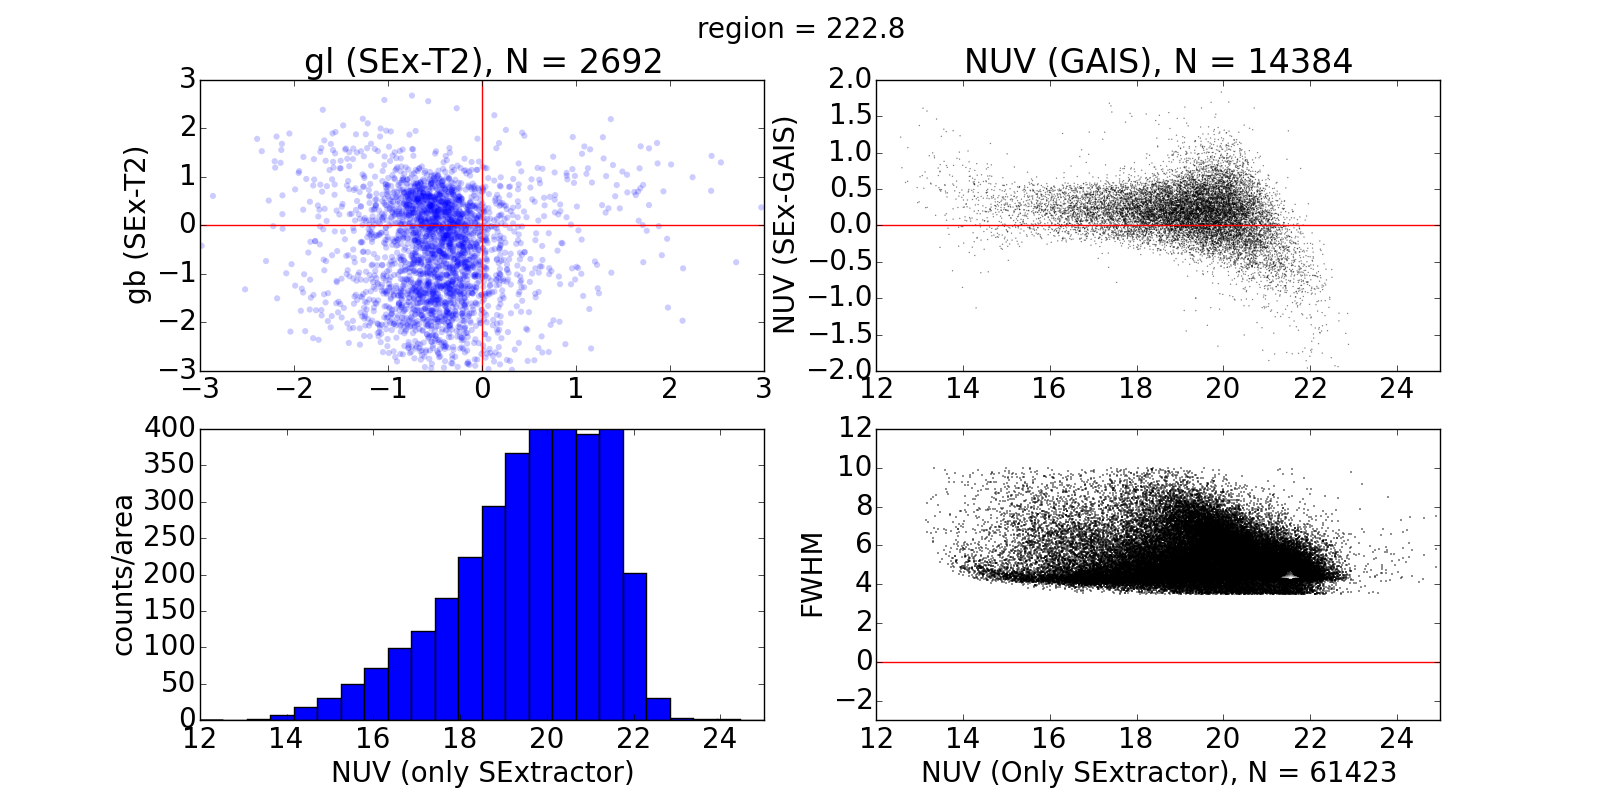 region = 222.8
gl (SEx-T2), N = 2692
NUV (GAIS), N = 14384
3
2
1
0
−1
−2
−3
gb (SEx-T2)
−3 −2 −1 0 1 2 3
2.0
1.5
1.0
0.5
0.0
−0.5
−1.0
−1.5
−2.0
NUV (SEx-GAIS)
12 14 16 18 20 22 24
400
350
300
250
200
150
100
50
0
counts/area
12 14 16 18 20 22 24
NUV (only SExtractor)
12
10
8
6
4
2
0
−2
FWHM
12 14 16 18 20 22 24
NUV (Only SExtractor), N = 61423